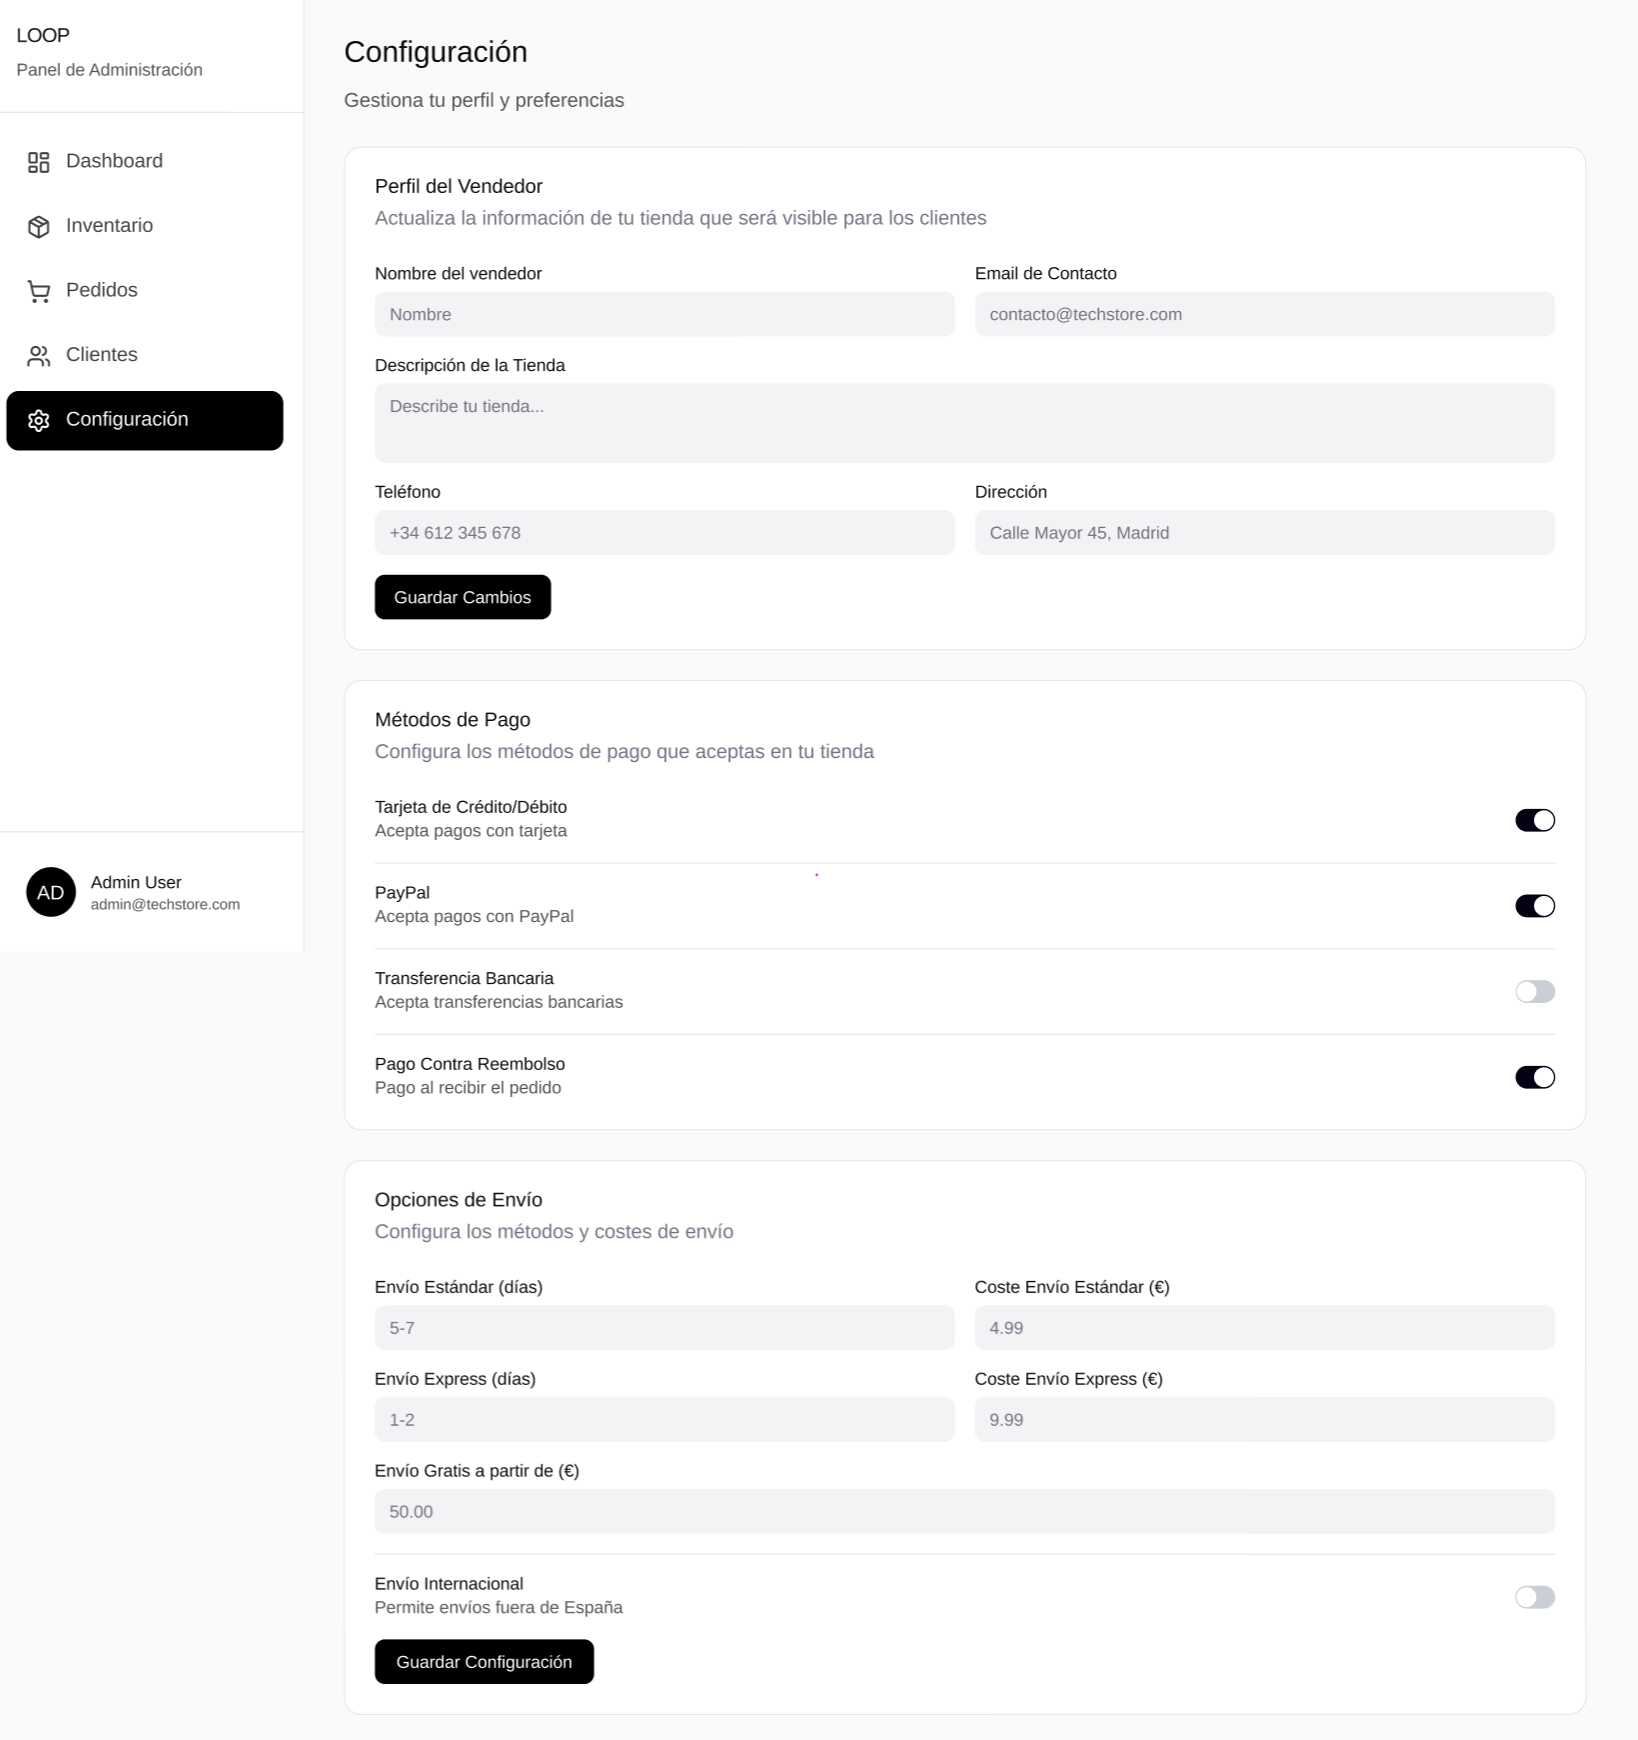 LOOP
Panel de Administración
Dashboard
Inventario
Pedidos
Clientes
Configuración
AD
Admin User
admin@techstore.com
Configuración
Gestiona tu perfil y preferencias
Perfil del Vendedor
Actualiza la información de tu tienda que será visible para los clientes
Nombre del vendedor
Email de Contacto
Nombre
contacto@techstore.com
Descripción de la Tienda
Describe tu tienda...
Teléfono
Dirección
+34 612 345 678
Calle Mayor 45, Madrid
Guardar Cambios
Métodos de Pago
Configura los métodos de pago que aceptas en tu tienda
Tarjeta de Crédito/Débito
Acepta pagos con tarjeta
PayPal
Acepta pagos con PayPal
Transferencia Bancaria
Acepta transferencias bancarias
Pago Contra Reembolso
Pago al recibir el pedido
Opciones de Envío
Configura los métodos y costes de envío
Envío Estándar (días)
Coste Envío Estándar (€)
5-7
4.99
Envío Express (días)
Coste Envío Express (€)
1-2
9.99
Envío Gratis a partir de (€)
50.00
Envío Internacional
Permite envíos fuera de España
Guardar Configuración